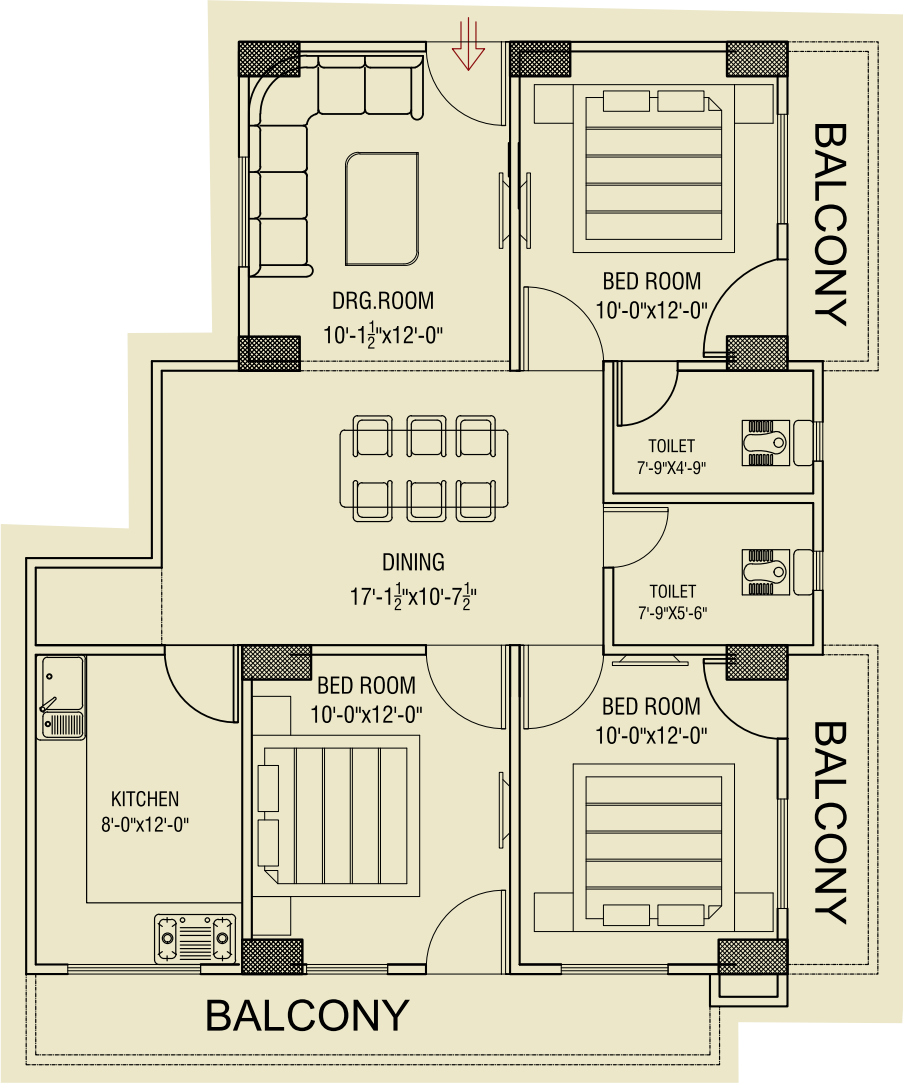 DRG.ROOM
10'-1½"x12'-0"
BED ROOM
10'-0"x12'-0"
BALCONY
TOILET
7'-9"X4'-9"
DINING
17'-1½"x10'-7½"
TOILET
7'-9"X5'-6"
BED ROOM
10'-0"x12'-0"
BED ROOM
10'-0"x12'-0"
BALCONY
KITCHEN
8'-0"x12'-0"
BALCONY